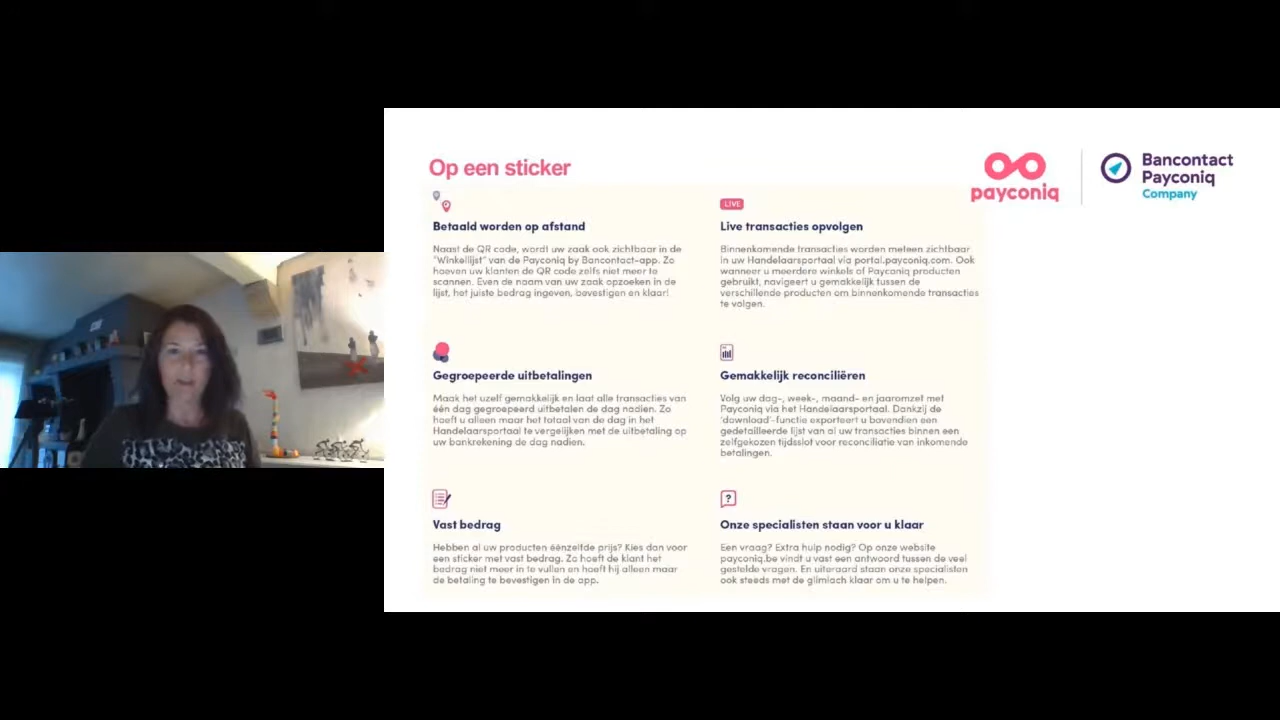 Op een sticker
payconiq
Bancontact
Payconiq
Company
Betaald worden op afstand
Naast de QR code, wordt uw zaak ook zichtbaar in de
"Winkellijst" van de Payconiq by Bancontact-app. Zo
hoeven uw klanten de QR code zelfs niet meer te
scannen. Even de naam van uw zaak opzoeken in de
lijst, het juiste bedrag ingeven, bevestigen en klaar!
LIVE
Live transacties opvolgen
Binnenkomende transacties worden meteen zichtbaar
in uw Handelaarsportaal via portal.payconiq.com. Ook
wanneer u meerdere winkels of Payconiq producten
gebruikt, navigeert u gemakkelijk tussen de
verschillende producten om binnenkomende transacties
te volgen.
Gegroepeerde uitbetalingen
Maak het uzelf gemakkelijk en laat alle transacties van
één dag gegroepeerd uitbetalen de dag nadien. Zo
hoeft u alleen maar het totaal van de dag in het
Handelaarsportaal te vergelijken met de uitbetaling op
uw bankrekening de dag nadien.
Gemakkelijk reconciliëren
Volg uw dag-, week-, maand- en jaaromzet met
Payconiq via het Handelaarsportaal. Dankzij de
'download'-functie exporteert u bovendien een
gedetailleerde lijst van al uw transacties binnen een
zelfgekozen tijdsslot voor reconciliatie van inkomende
betalingen.
Vast bedrag
Hebben al uw producten éénzelfde prijs? Kies dan voor
een sticker met vast bedrag. Zo hoeft de klant het
bedrag niet meer in te vullen en hoeft hij alleen maar
de betaling te bevestigen in de app.
?
Onze specialisten staan voor u klaar
Een vraag? Extra hulp nodig? Op onze website
payconiq.be vindt u vast een antwoord tussen de veel
gestelde vragen. En uiteraard staan onze specialisten
ook steeds met de glimlach klaar om u te helpen.